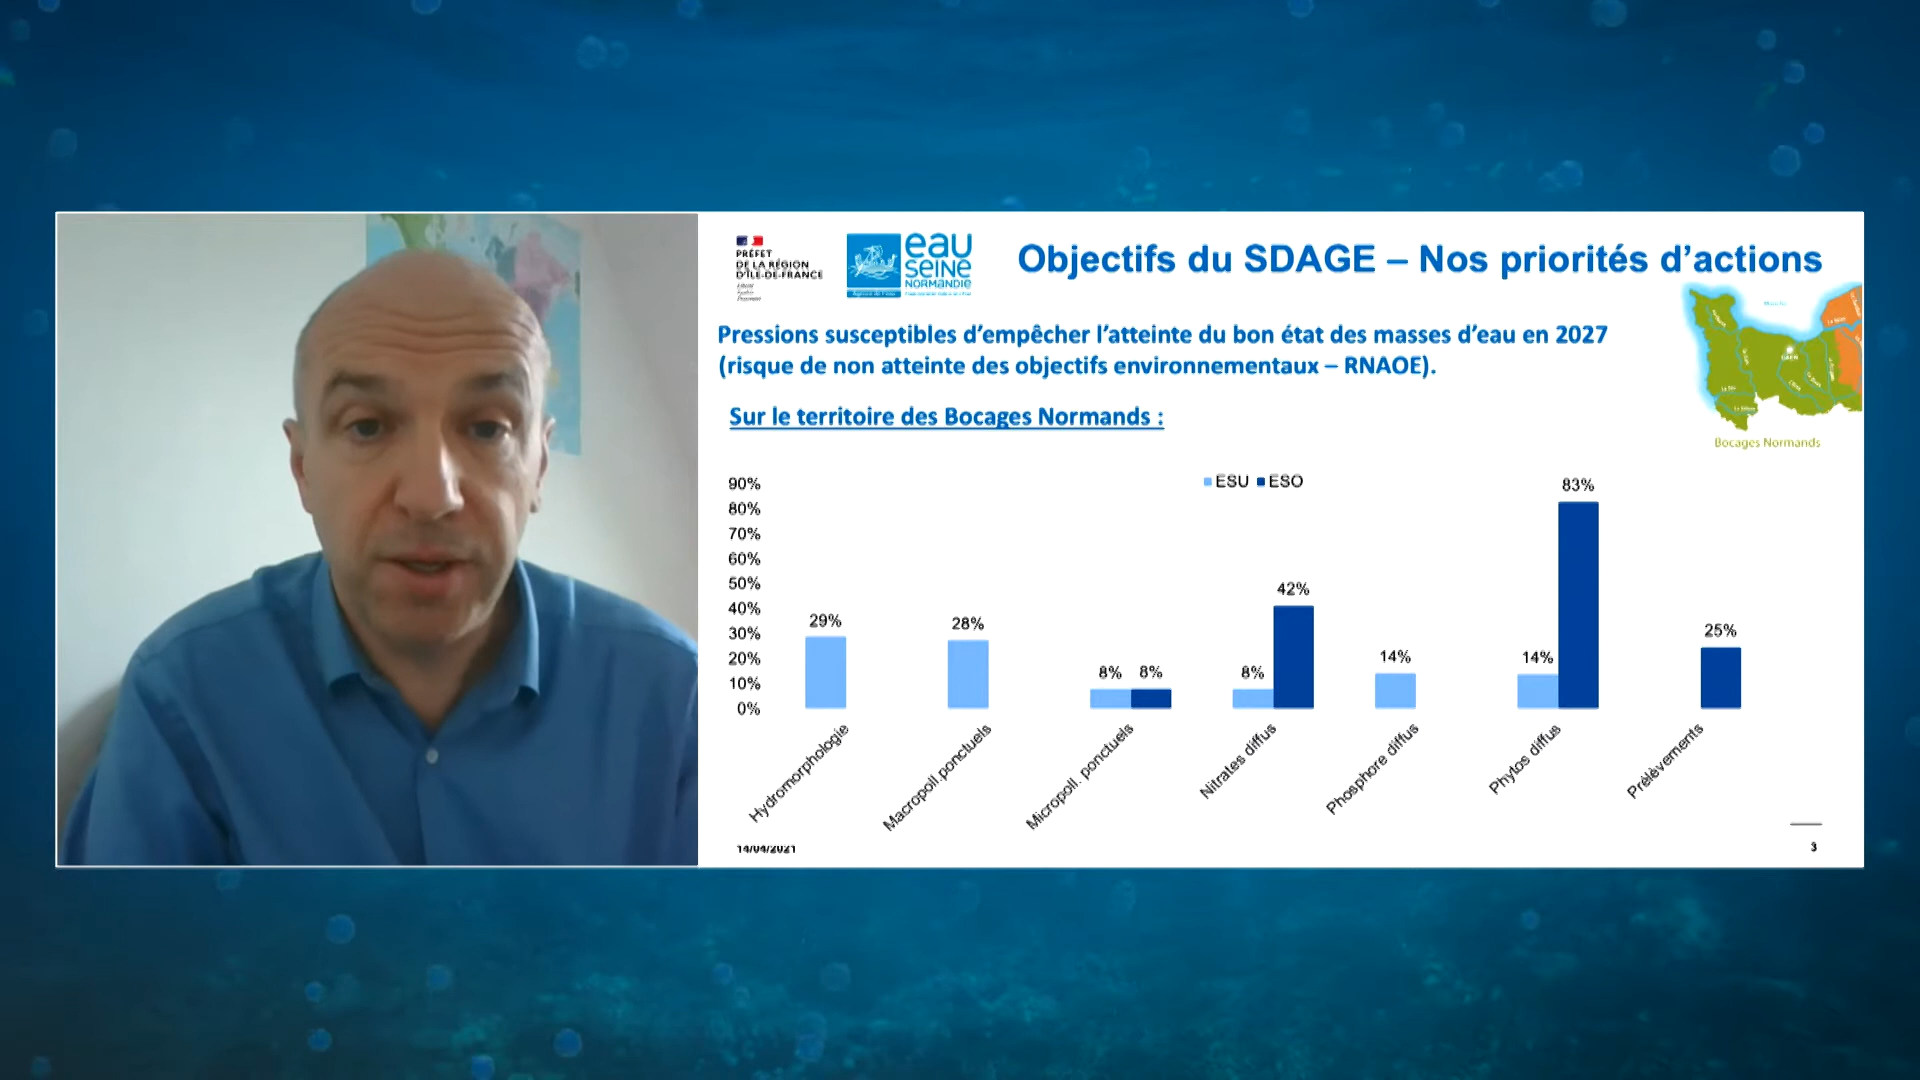 PRÉFET
DE LA RÉGION
D'ÎLE-DE-FRANCE
eau
SEINE
NORMANDIE
Objectifs du SDAGE – Nos priorités d'actions
Pressions susceptibles d'empêcher l'atteinte du bon état des masses d'eau en 2027
(risque de non atteinte des objectifs environnementaux – RNAOE).
Sur le territoire des Bocages Normands :
CAEN
Bocages Normands
ESU ESO
90%
80%
70%
60%
50%
40%
30%
20%
10%
0%
29%
28%
8% 8%
8% 42%
14%
14% 83%
25%
Hydromorphologie
Macropoll.ponctuels
Micropoll. ponctuels
Nitrates diffus
Phosphore diffus
Phytos diffus
Prélèvements
14/04/2021
3